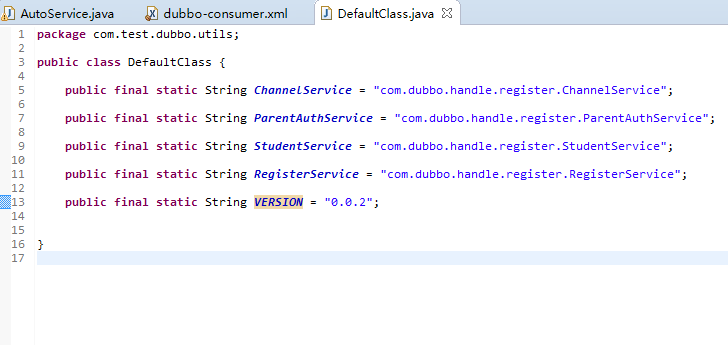 AutoService.java dubbo-consumer.xml DefaultClass.java
1 package com.test.dubbo.utils;
2
3 public class DefaultClass {
4
5 public final static String ChannelService = "com.dubbo.handle.register.ChannelService";
6
7 public final static String ParentAuthService = "com.dubbo.handle.register.ParentAuthService";
8
9 public final static String StudentService = "com.dubbo.handle.register.StudentService";
10
11 public final static String RegisterService = "com.dubbo.handle.register.RegisterService";
12
13 public final static String VERSION = "0.0.2";
14
15
16 }
17